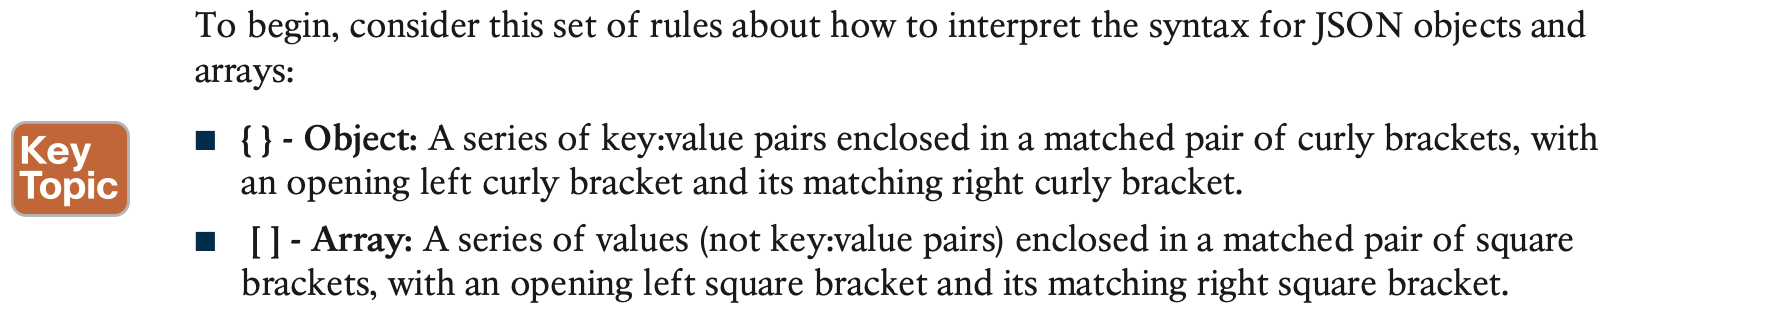 To begin, consider this set of rules about how to interpret the syntax for JSON objects and
arrays:
Key
Topic
■ { } - Object: A series of key:value pairs enclosed in a matched pair of curly brackets, with
an opening left curly bracket and its matching right curly bracket.
■ [ ] - Array: A series of values (not key:value pairs) enclosed in a matched pair of square
brackets, with an opening left square bracket and its matching right square bracket.